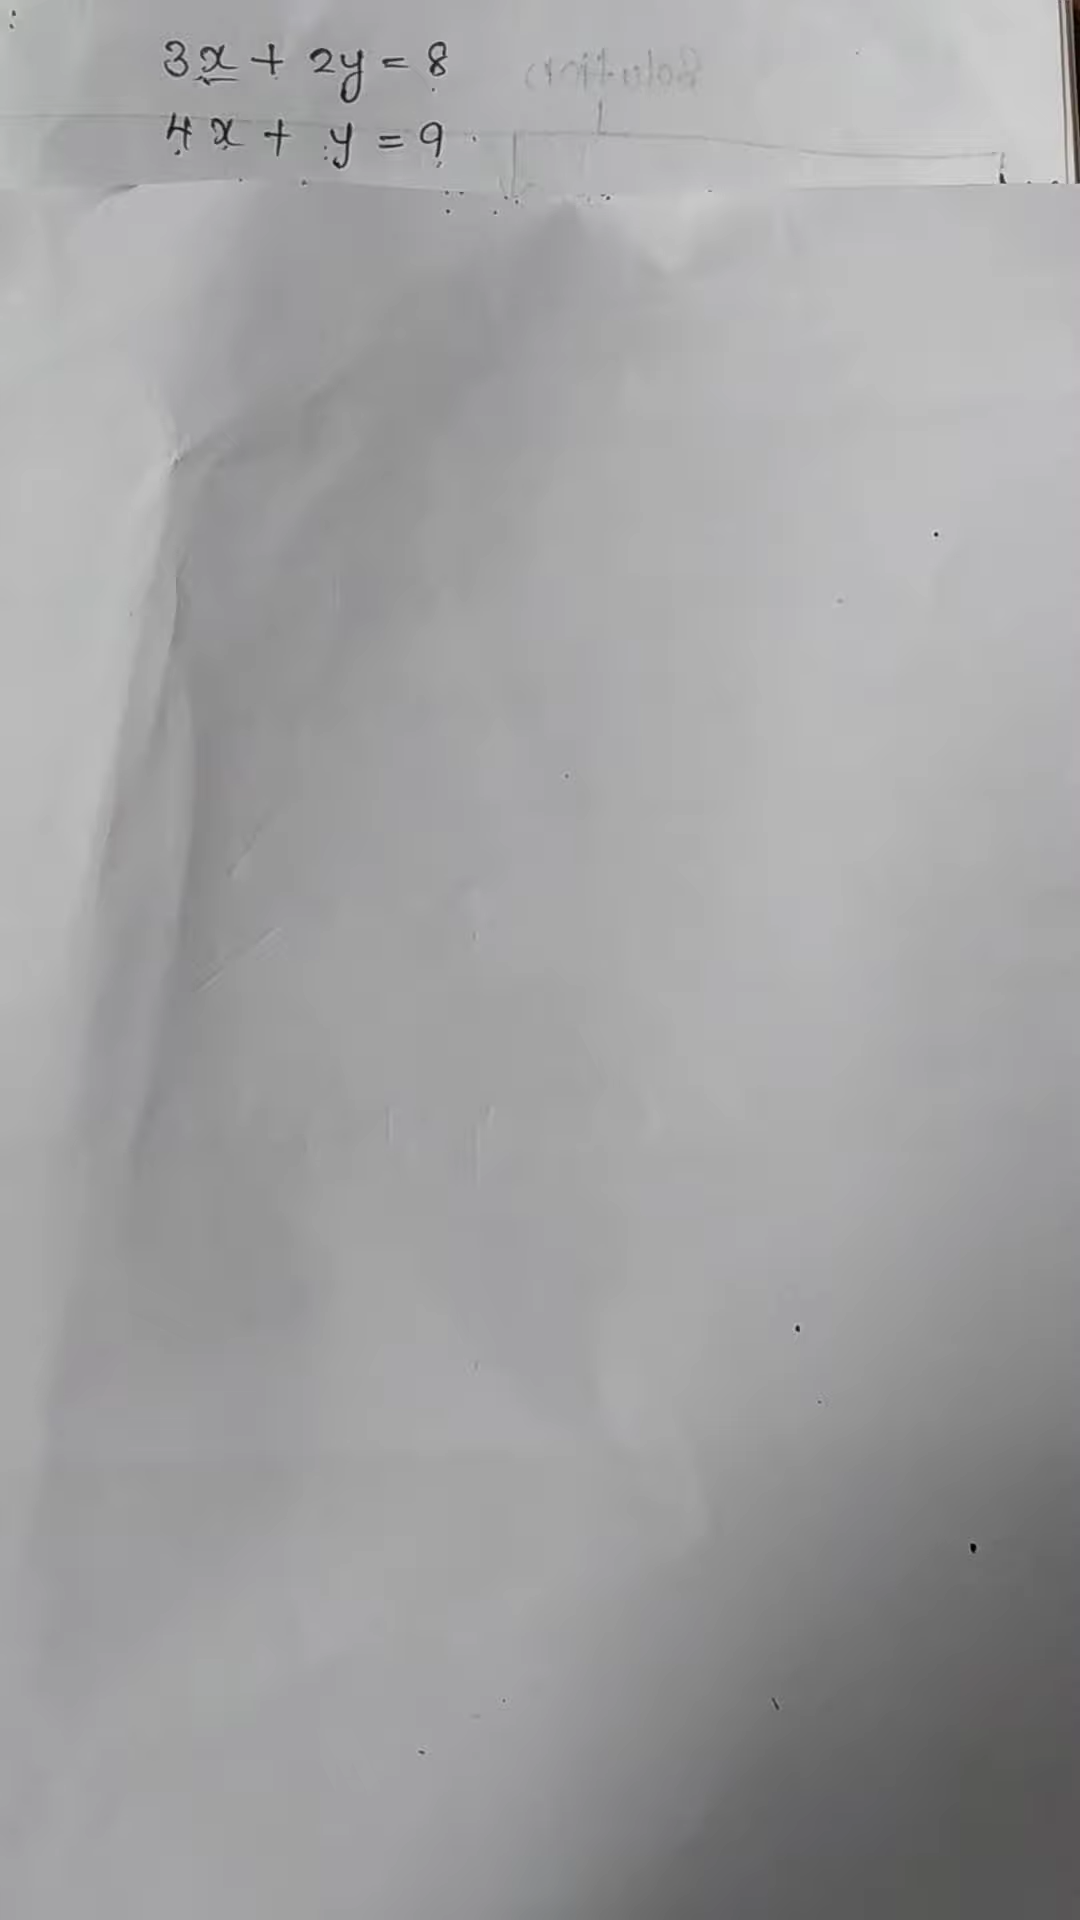 3x + 2y = 8
4x + y = 9